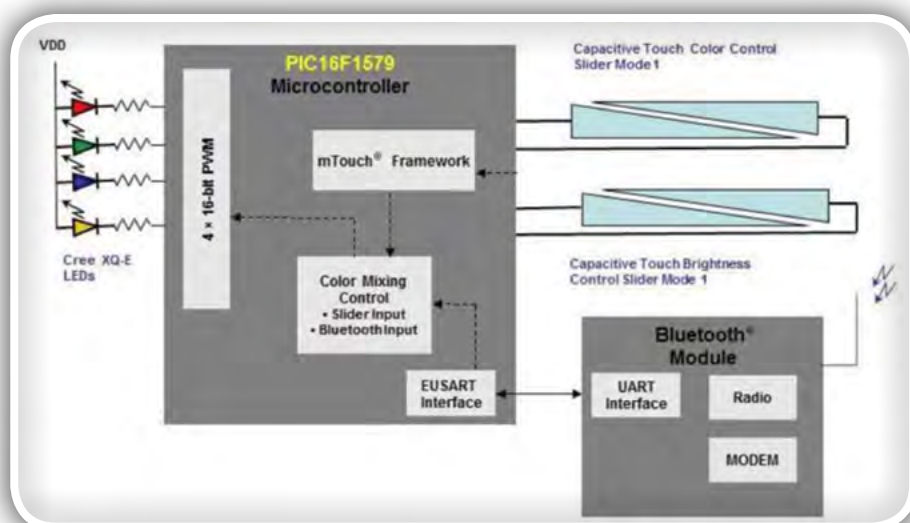 VDD
PIC16F1579
Microcontroller
4 × 16-bit PWM
mTouch® Framework
Color Mixing
Control
• Slider Input
• Bluetooth Input
EUSART
Interface
Cree XQ-E
LEDs
Capacitive Touch Color Control
Slider Mode 1
Capacitive Touch Brightness
Control Slider Mode 1
Bluetooth®
Module
UART
Interface
Radio
MODEM